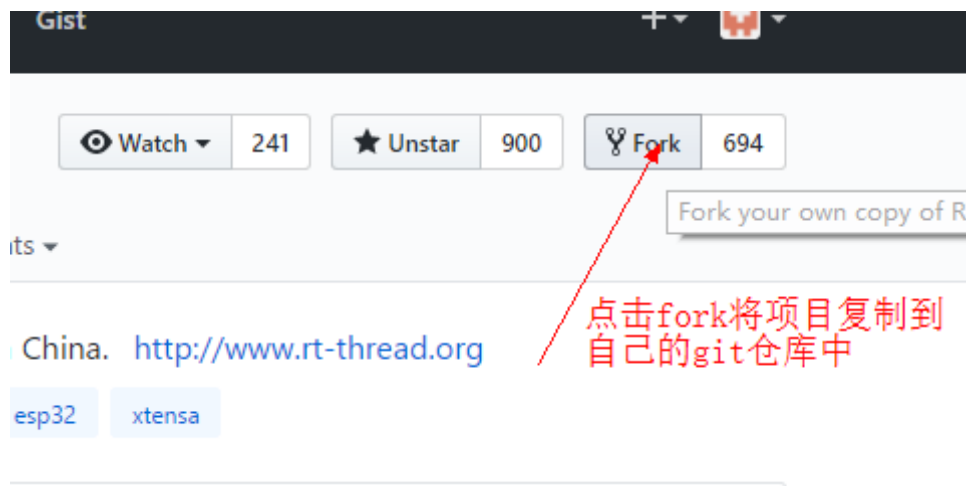 Gist
Watch 241 Unstar 900 Fork 694
Fork your own copy of R
ts
China. http://www.rt-thread.org
点击fork将项目复制到
自己的git仓库中
esp32 xtensa